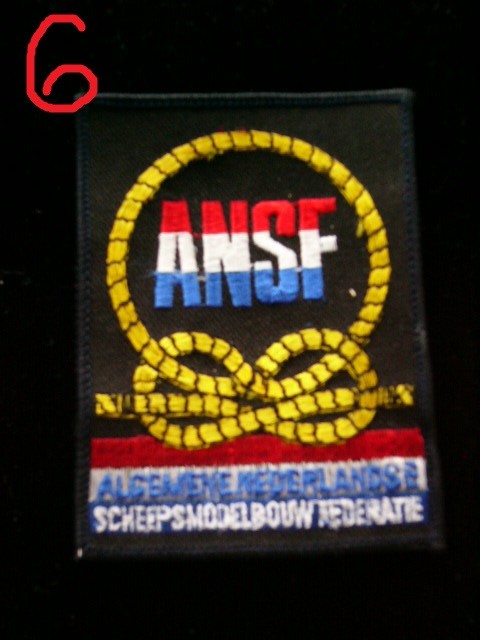 6
ANSF
ALGEMENE NEDERLANDSE
SCHEEPSMODELBOUW FEDERATIE